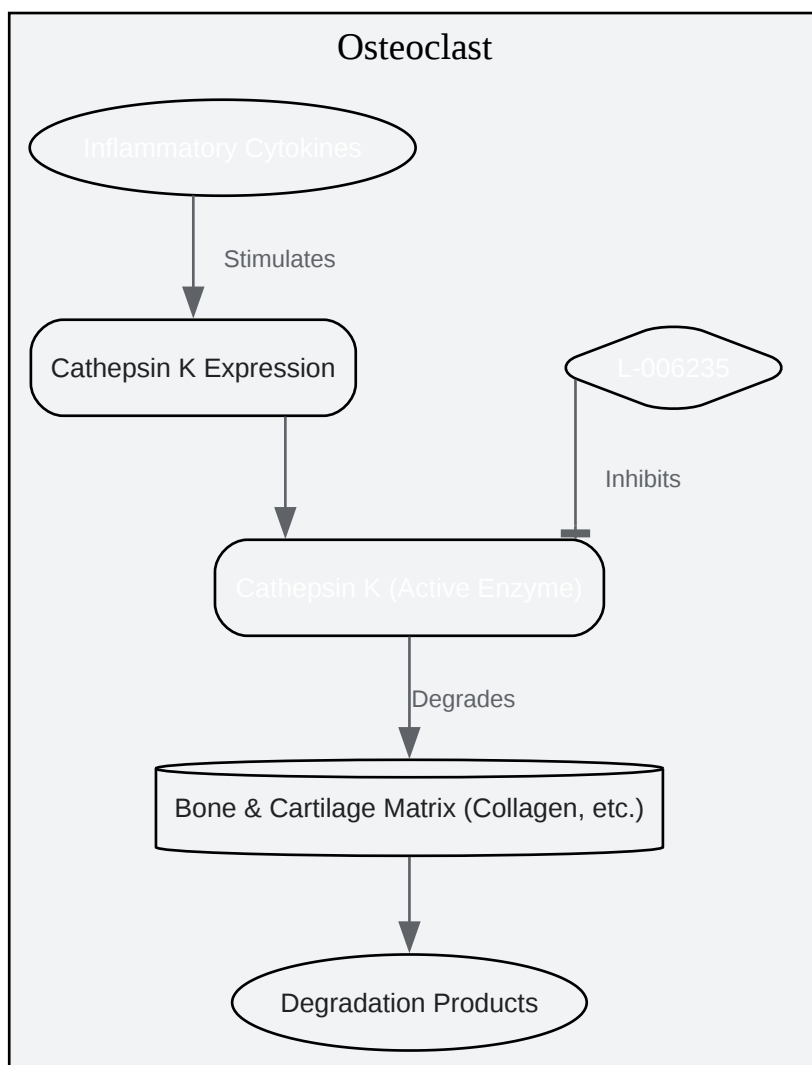 Osteoclast
Inflammatory Cytokines
Stimulates
Cathepsin K Expression
L-006235
Inhibits
Cathepsin K (Active Enzyme)
Degrades
Bone & Cartilage Matrix (Collagen, etc.)
Degradation Products